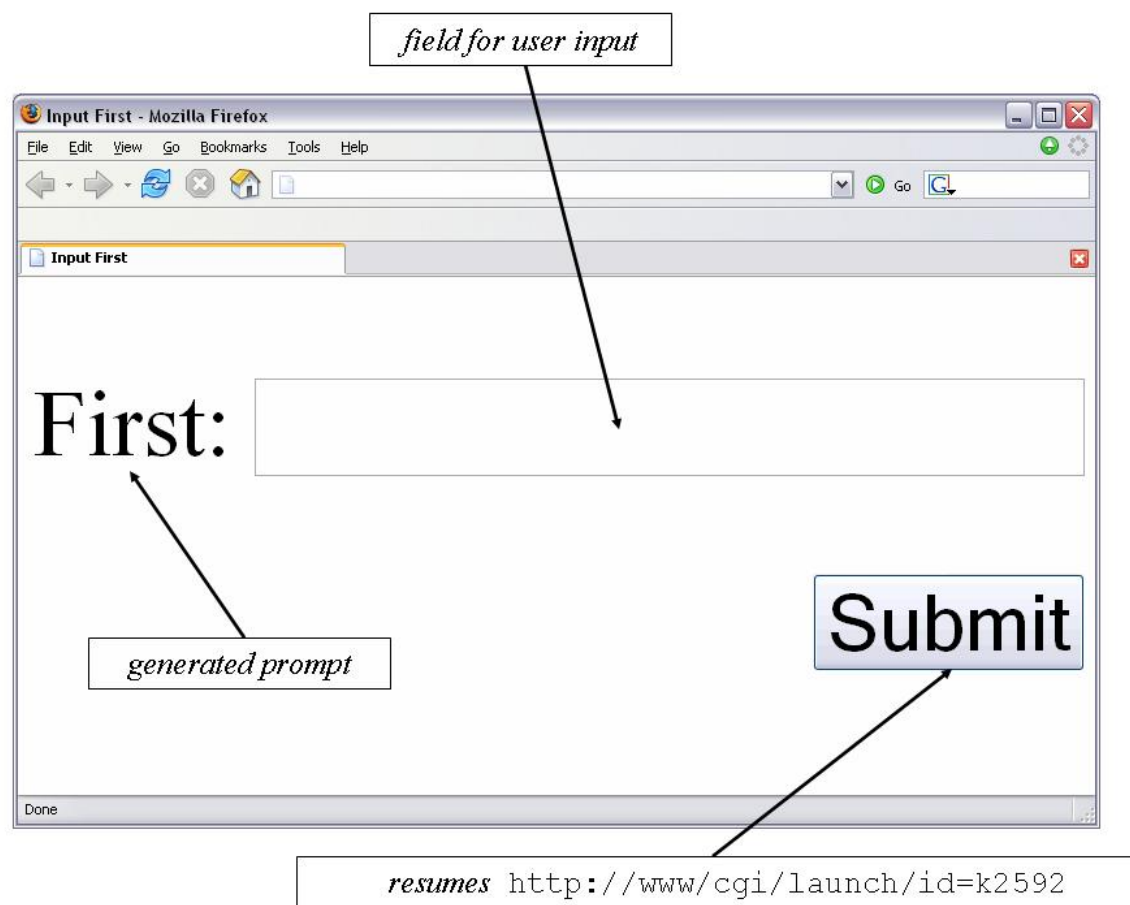 field for user input
Input First - Mozilla Firefox
File Edit View Go Bookmarks Tools Help
Go G
Input First
First:
Submit
generated prompt
Done
resumes http://www/cgi/launch/id=k2592